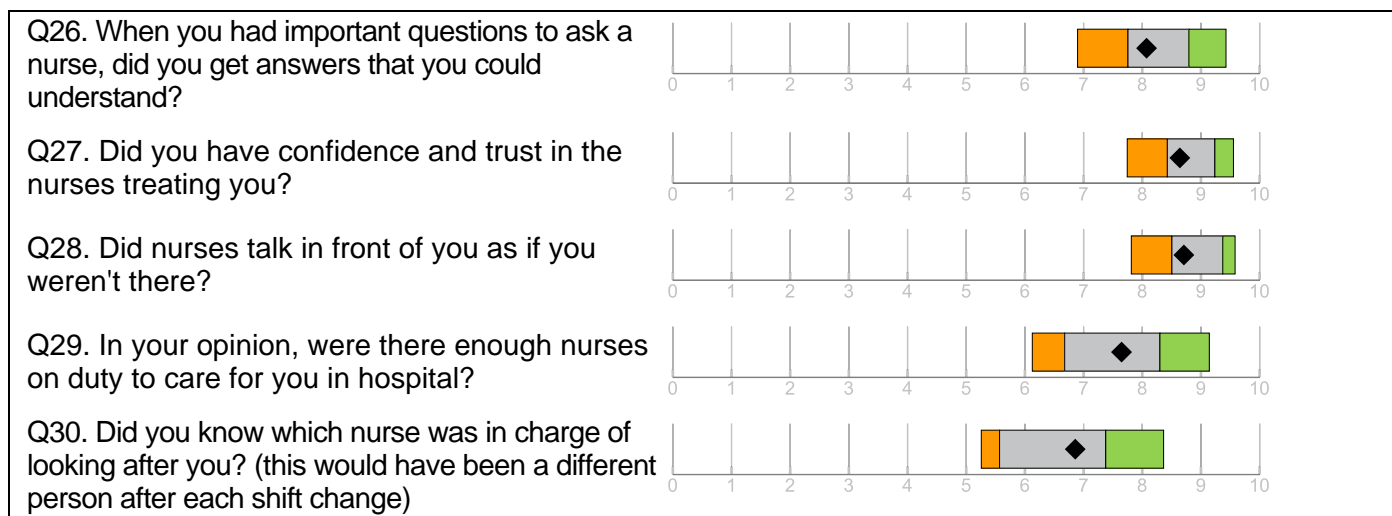 Q26. When you had important questions to ask a
nurse, did you get answers that you could
understand?
0 1 2 3 4 5 6 7 8 9 10
Q27. Did you have confidence and trust in the
nurses treating you?
0 1 2 3 4 5 6 7 8 9 10
Q28. Did nurses talk in front of you as if you
weren't there?
0 1 2 3 4 5 6 7 8 9 10
Q29. In your opinion, were there enough nurses
on duty to care for you in hospital?
0 1 2 3 4 5 6 7 8 9 10
Q30. Did you know which nurse was in charge of
looking after you? (this would have been a different
person after each shift change)
0 1 2 3 4 5 6 7 8 9 10